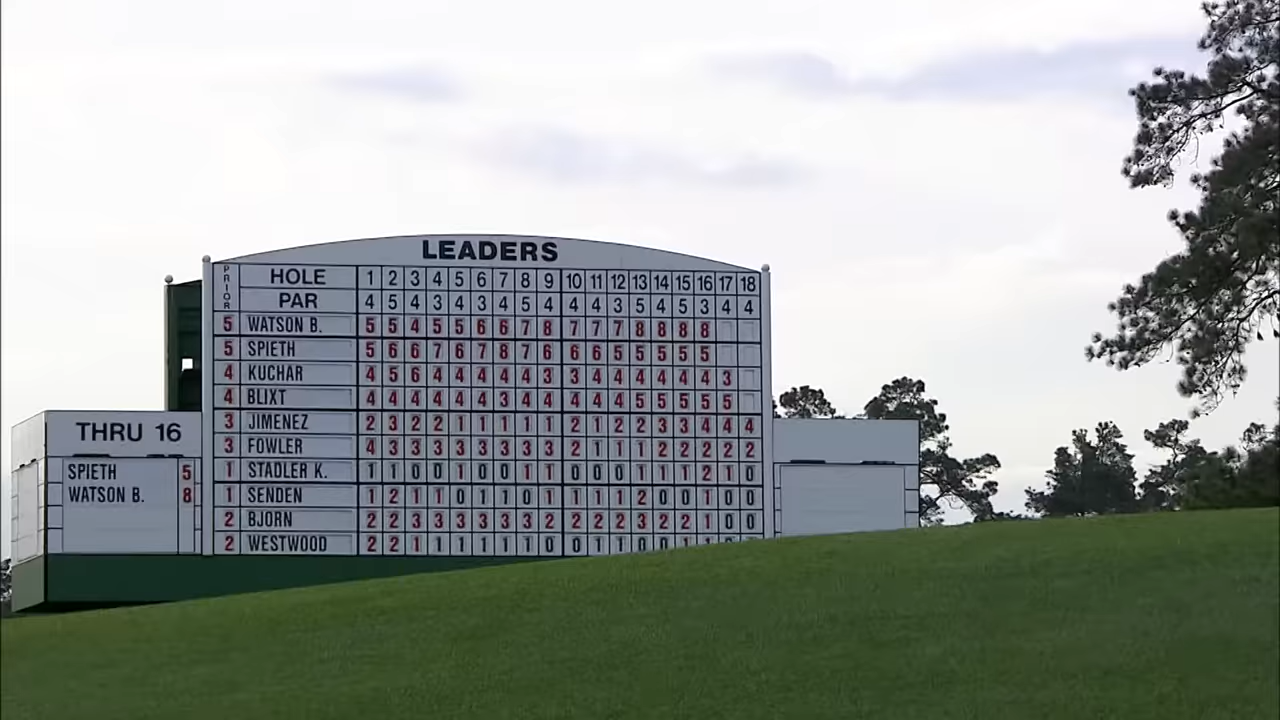 LEADERS
PRIOR HOLE 1 2 3 4 5 6 7 8 9 10 11 12 13 14 15 16 17 18
PAR 4 5 4 3 4 3 4 5 4 4 4 3 5 4 5 3 4 4
5 WATSON B. 5 5 4 5 5 6 6 7 8 7 7 7 8 8 8 8
5 SPIETH 5 6 6 7 6 7 8 7 6 6 6 5 5 5 5 5
4 KUCHAR 4 5 6 4 4 4 4 4 3 3 4 4 4 4 4 4 3
4 BLIXT 4 4 4 4 4 4 3 4 4 4 4 4 5 5 5 5 5
3 JIMENEZ 2 3 2 2 1 1 1 1 1 2 1 2 2 3 3 4 4 4
3 FOWLER 4 3 3 3 3 3 3 3 3 2 1 1 1 2 2 2 2 2
1 STADLER K. 1 1 0 0 1 0 0 1 1 0 0 0 1 1 1 2 1 0
1 SENDEN 1 2 1 1 0 1 1 0 1 1 1 1 2 0 0 1 0 0
2 BJORN 2 2 3 3 3 3 3 3 2 2 2 2 3 2 2 1 0 0
2 WESTWOOD 2 2 1 1 1 1 1 1 0 0 1 1 0 0 1
THRU 16
SPIETH 5
WATSON B. 8